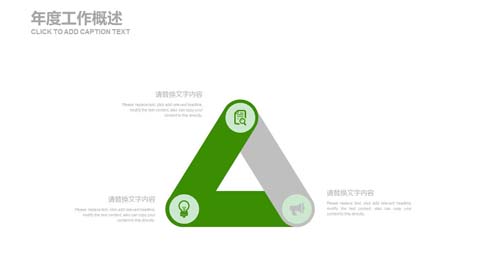 年度工作概述
CLICK TO ADD CAPTION TEXT
请替换文字内容
Please replace text, click add relevant headline,
modify the text content, also can copy your
content to this directly.
请替换文字内容
Please replace text, click add relevant headline,
modify the text content, also can copy your
content to this directly.
请替换文字内容
Please replace text, click add relevant headline,
modify the text content, also can copy your
content to this directly.